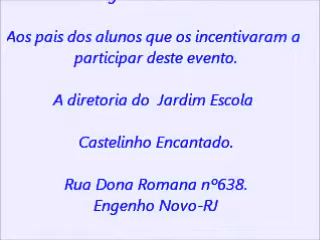 Aos pais dos alunos que os incentivaram a
participar deste evento.
A diretoria do Jardim Escola
Castelinho Encantado.
Rua Dona Romana nº638.
Engenho Novo-RJ